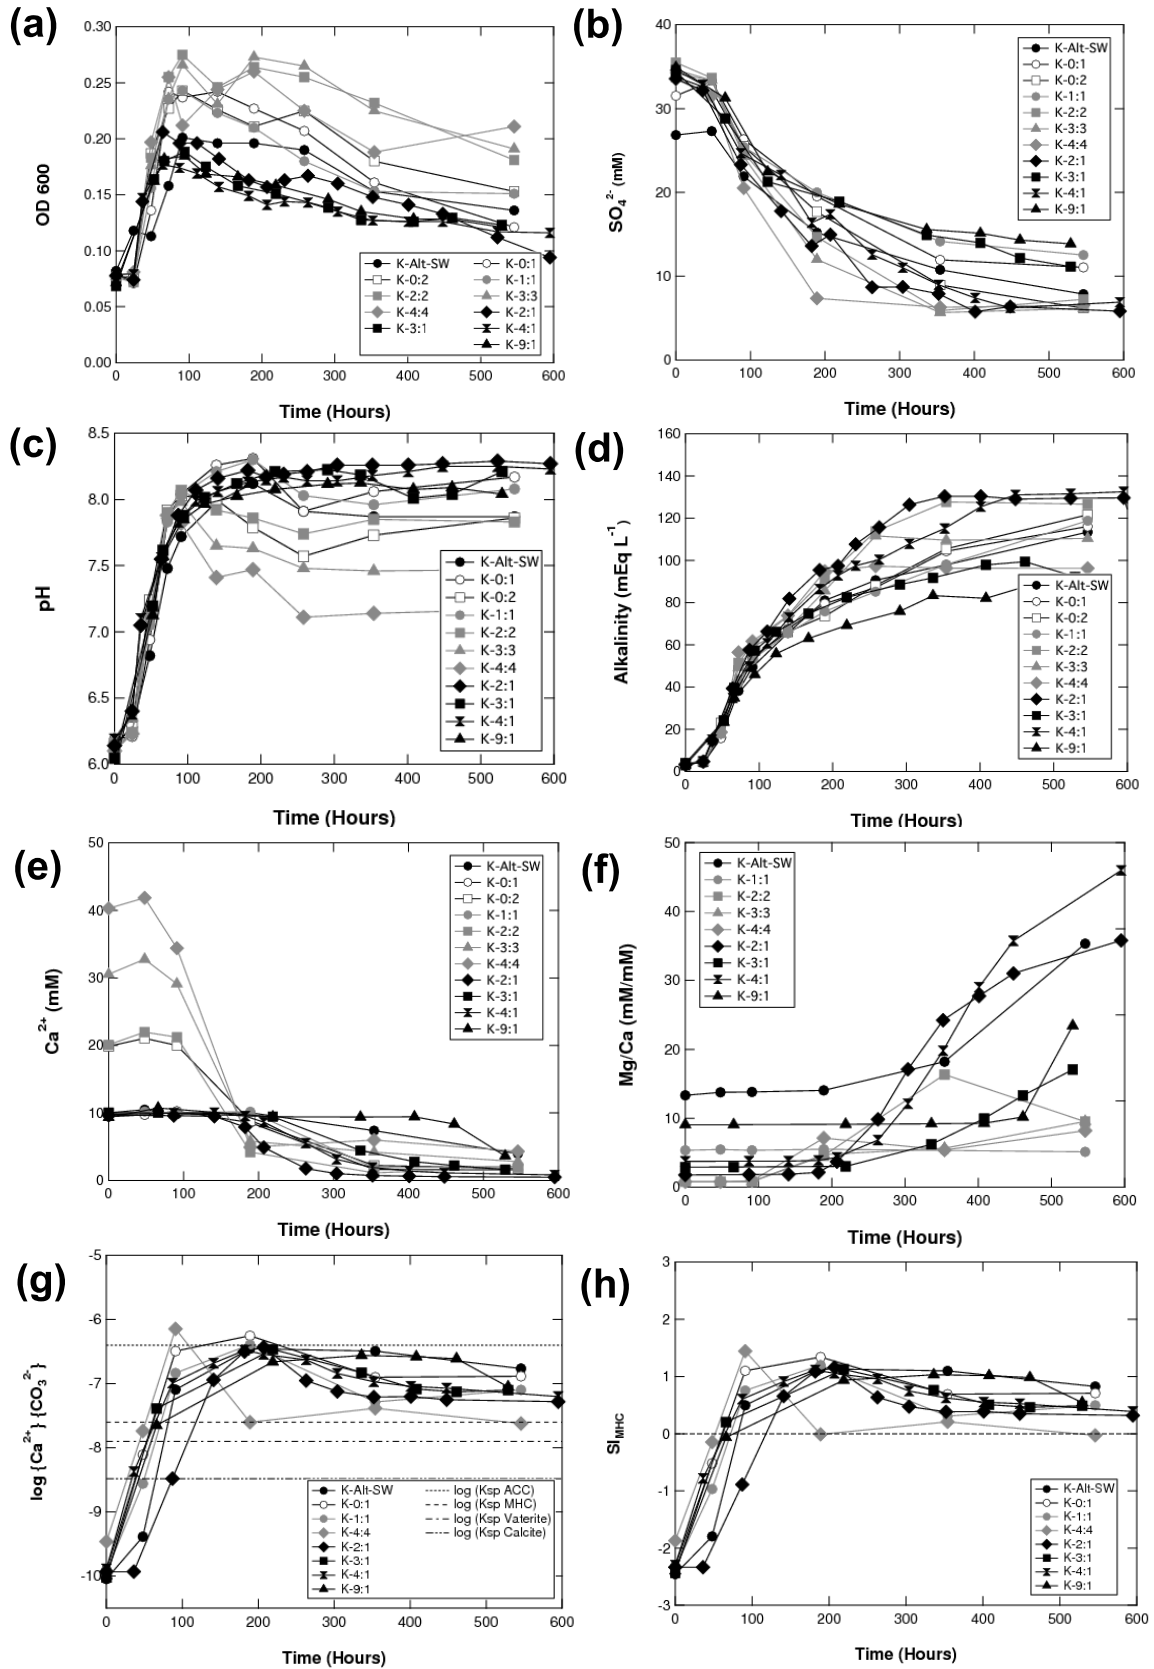 (a)
0.30
0.25
0.20
0.15
0.10
0.05
0.00
OD 600
K-Alt-SW
K-0:1
K-0:2
K-1:1
K-2:2
K-3:3
K-4:4
K-2:1
K-3:1
K-4:1
K-9:1
0 100 200 300 400 500 600
Time (Hours)
(b)
40
30
20
10
0
SO4 2- (mM)
K-Alt-SW
K-0:1
K-0:2
K-1:1
K-2:2
K-3:3
K-4:4
K-2:1
K-3:1
K-4:1
K-9:1
0 100 200 300 400 500 600
Time (Hours)
(c)
8.5
8.0
7.5
7.0
6.5
6.0
pH
K-Alt-SW
K-0:1
K-0:2
K-1:1
K-2:2
K-3:3
K-4:4
K-2:1
K-3:1
K-4:1
K-9:1
0 100 200 300 400 500 600
Time (Hours)
(d)
160
140
120
100
80
60
40
20
0
Alkalinity (mEq L-1)
K-Alt-SW
K-0:1
K-0:2
K-1:1
K-2:2
K-3:3
K-4:4
K-2:1
K-3:1
K-4:1
K-9:1
0 100 200 300 400 500 600
Time (Hours)
(e)
50
40
30
20
10
0
Ca2+ (mM)
K-Alt-SW
K-0:1
K-0:2
K-1:1
K-2:2
K-3:3
K-4:4
K-2:1
K-3:1
K-4:1
K-9:1
0 100 200 300 400 500 600
Time (Hours)
(f)
50
40
30
20
10
0
Mg/Ca (mM/mM)
K-Alt-SW
K-1:1
K-2:2
K-3:3
K-4:4
K-2:1
K-3:1
K-4:1
K-9:1
0 100 200 300 400 500 600
Time (Hours)
(g)
-5
-6
-7
-8
-9
-10
log {Ca2+} {CO3 2-}
K-Alt-SW
K-0:1
K-1:1
K-4:4
K-2:1
K-3:1
K-4:1
K-9:1
log (Ksp ACC)
log (Ksp MHC)
log (Ksp Vaterite)
log (Ksp Calcite)
0 100 200 300 400 500 600
Time (Hours)
(h)
3
2
1
0
-1
-2
-3
SIMHC
K-Alt-SW
K-0:1
K-1:1
K-4:4
K-2:1
K-3:1
K-4:1
K-9:1
0 100 200 300 400 500 600
Time (Hours)